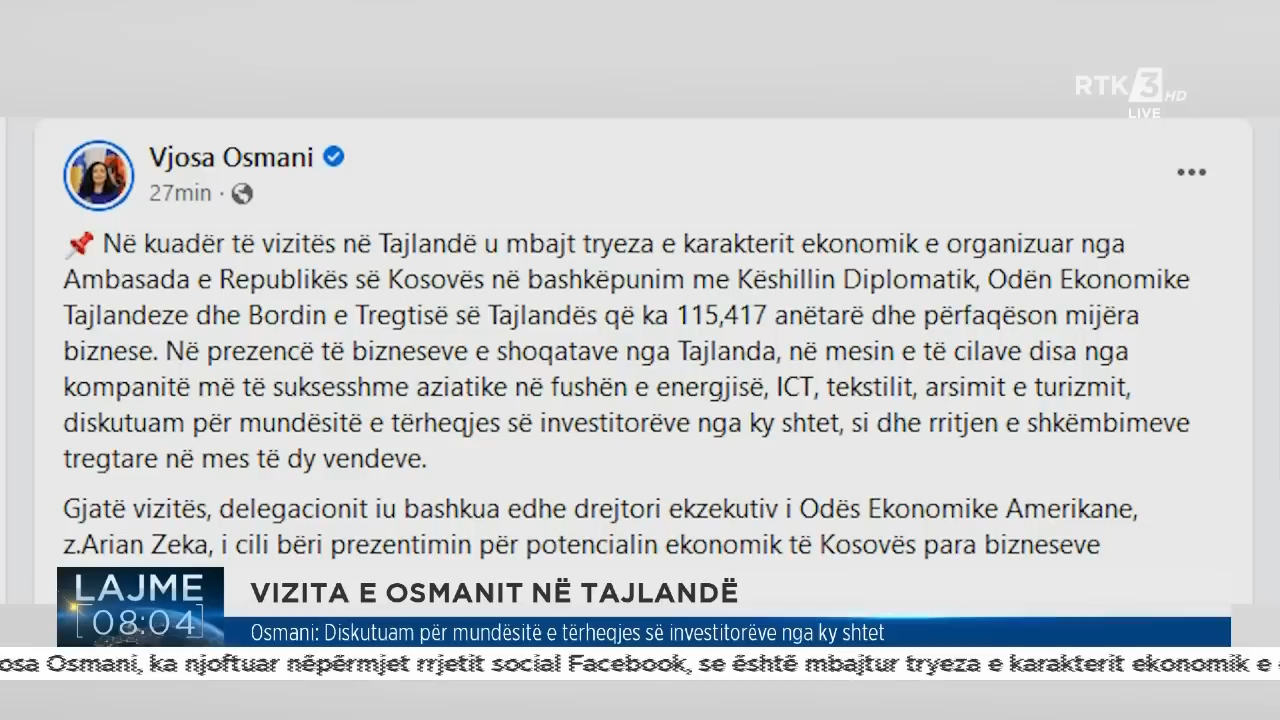 RTK 3 HD
LIVE
Vjosa Osmani
27min ·
Në kuadër të vizitës në Tajlandë u mbajt tryeza e karakterit ekonomik e organizuar nga
Ambasada e Republikës së Kosovës në bashkëpunim me Këshillin Diplomatik, Odën Ekonomike
Tajlandeze dhe Bordin e Tregtisë së Tajlandës që ka 115,417 anëtarë dhe përfaqëson mijëra
biznese. Në prezencë të bizneseve e shoqatave nga Tajlanda, në mesin e të cilave disa nga
kompanitë më të suksesshme aziatike në fushën e energjisë, ICT, tekstilit, arsimit e turizmit,
diskutuam për mundësitë e tërheqjes së investitorëve nga ky shtet, si dhe rritjen e shkëmbimeve
tregtare në mes të dy vendeve.
Gjatë vizitës, delegacionit iu bashkua edhe drejtori ekzekutiv i Odës Ekonomike Amerikane,
z.Arian Zeka, i cili bëri prezentimin për potencialin ekonomik të Kosovës para bizneseve
LAJME
08:04
VIZITA E OSMANIT NË TAJLANDË
Osmani: Diskutuam për mundësitë e tërheqjes së investitorëve nga ky shtet
osa Osmani, ka njoftuar nëpërmjet rrjetit social Facebook, se është mbajtur tryeza e karakterit ekonomik e